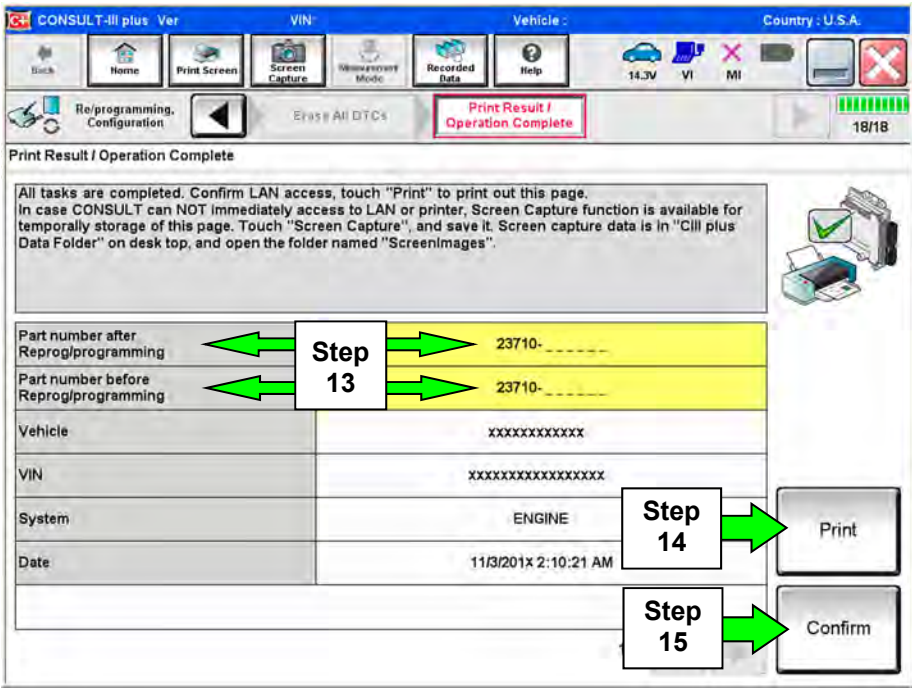 C+ CONSULT-III plus Ver VIN: Vehicle : Country : U.S.A.
Back Home Print Screen Screen Capture Measurement Mode Recorded Data Help 14.3V VI MI
Re/programming, Configuration Erase All DTCs Print Result / Operation Complete 18/18
Print Result / Operation Complete
All tasks are completed. Confirm LAN access, touch "Print" to print out this page.
In case CONSULT can NOT immediately access to LAN or printer, Screen Capture function is available for
temporally storage of this page. Touch "Screen Capture", and save it. Screen capture data is in "CIII plus
Data Folder" on desk top, and open the folder named "ScreenImages".
Part number after
Reprog/programming
23710-_ _ _ _ _ _
Step
13
Part number before
Reprog/programming
23710-_ _ _ _ _ _
Vehicle xxxxxxxxxxxx
VIN xxxxxxxxxxxxxxxxx
System ENGINE
Step
14
Print
Date 11/3/201X 2:10:21 AM
Step
15
Confirm